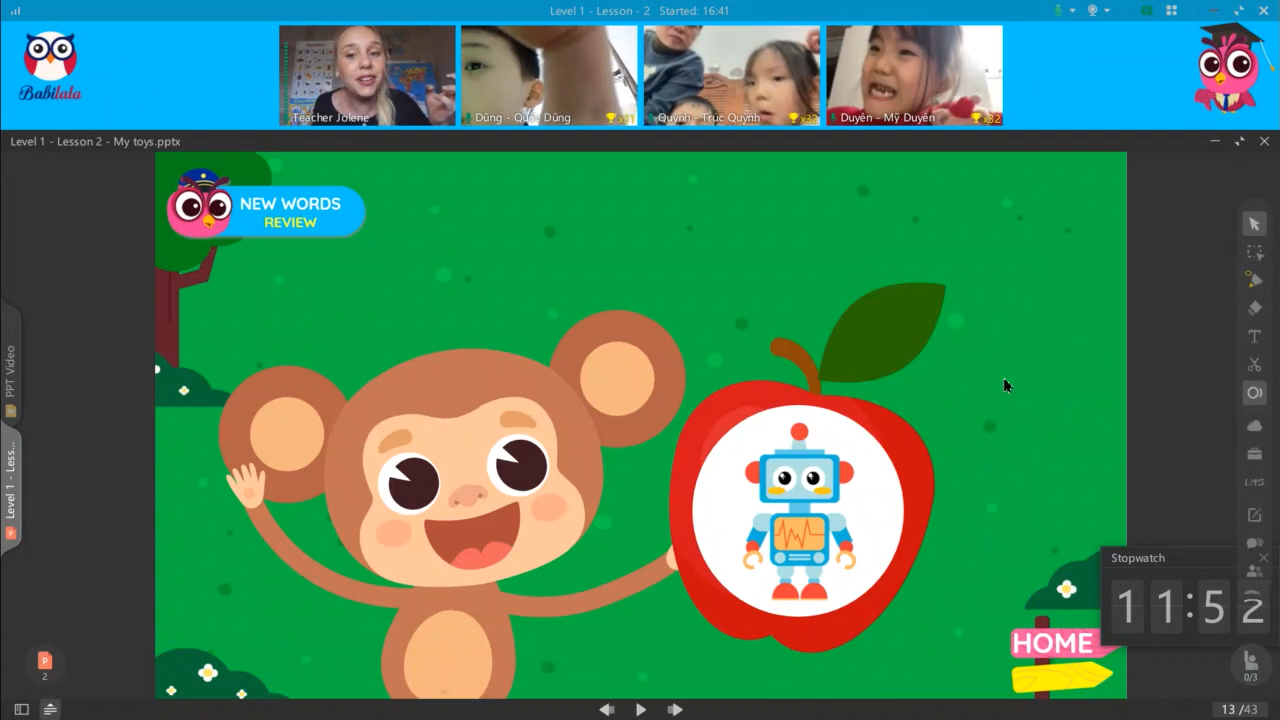 Level 1 - Lesson - 2 Started: 16:41
Babilala
Teacher Jolene
Dũng - Quốc Dũng
Quỳnh - Trúc Quỳnh
Duyên - Mỹ Duyên
x32
Level 1 - Lesson 2 - My toys.pptx
NEW WORDS
REVIEW
PPT Video
Level 1 - Less...
LMS
Stopwatch
11:52
HOME
P
2
0/3
13 /43